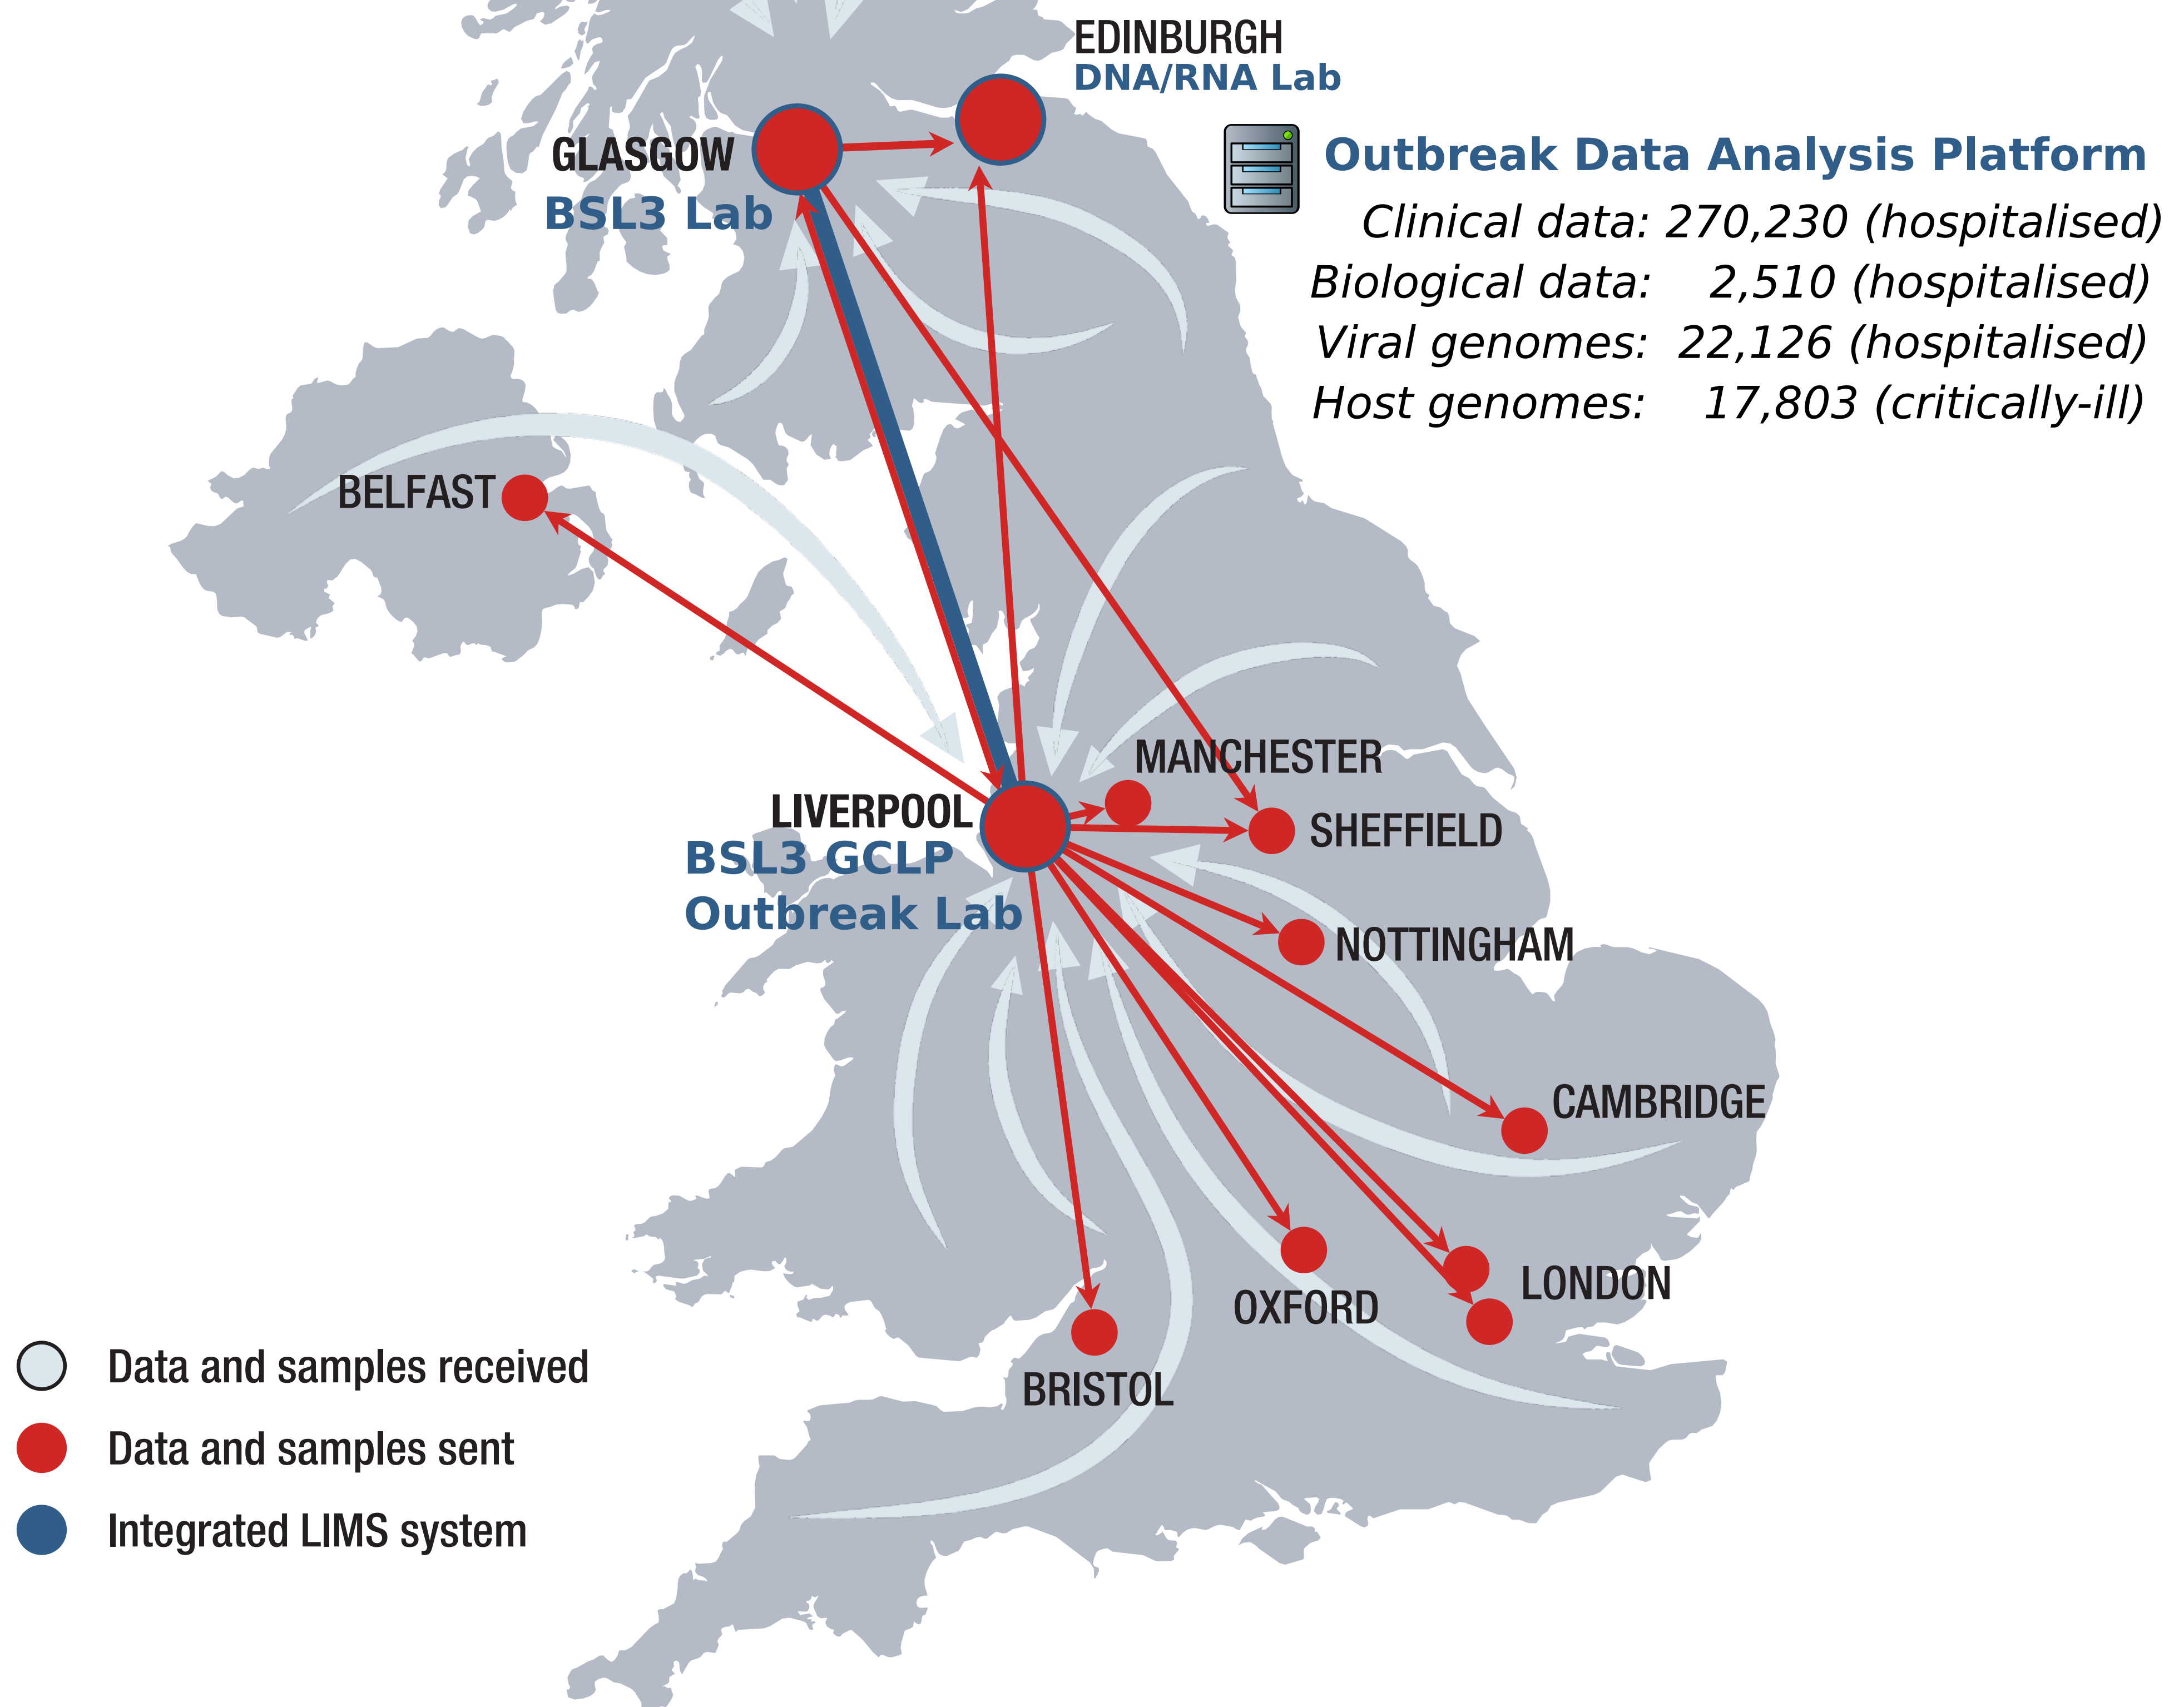 EDINBURGH
DNA/RNA Lab
GLASGOW
BSL3 Lab
Outbreak Data Analysis Platform
Clinical data: 270,230 (hospitalised)
Biological data: 2,510 (hospitalised)
Viral genomes: 22,126 (hospitalised)
Host genomes: 17,803 (critically-ill)
BELFAST
MANCHESTER
LIVERPOOL
BSL3 GCLP
Outbreak Lab
SHEFFIELD
NOTTINGHAM
CAMBRIDGE
LONDON
OXFORD
BRISTOL
Data and samples received
Data and samples sent
Integrated LIMS system